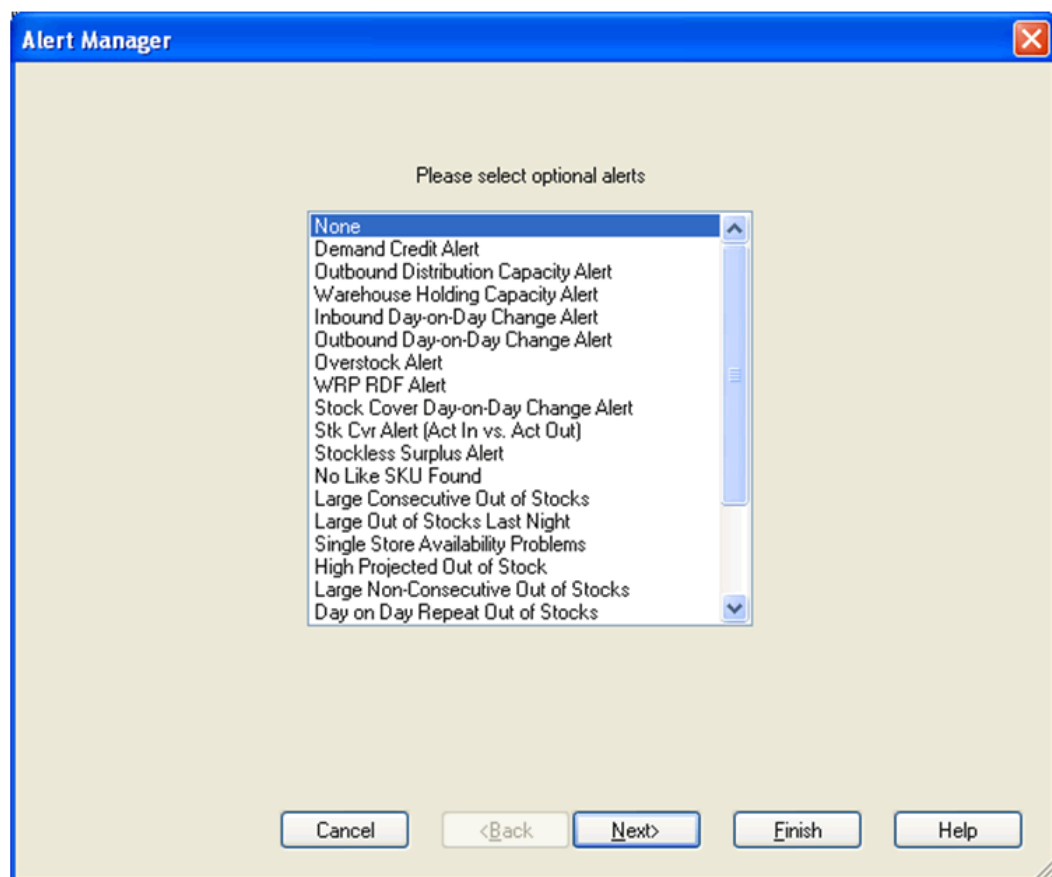 Alert Manager
Please select optional alerts
None
Demand Credit Alert
Outbound Distribution Capacity Alert
Warehouse Holding Capacity Alert
Inbound Day-on-Day Change Alert
Outbound Day-on-Day Change Alert
Overstock Alert
WRP RDF Alert
Stock Cover Day-on-Day Change Alert
Stk Cvr Alert (Act In vs. Act Out)
Stockless Surplus Alert
No Like SKU Found
Large Consecutive Out of Stocks
Large Out of Stocks Last Night
Single Store Availability Problems
High Projected Out of Stock
Large Non-Consecutive Out of Stocks
Day on Day Repeat Out of Stocks
Cancel <Back Next> Finish Help